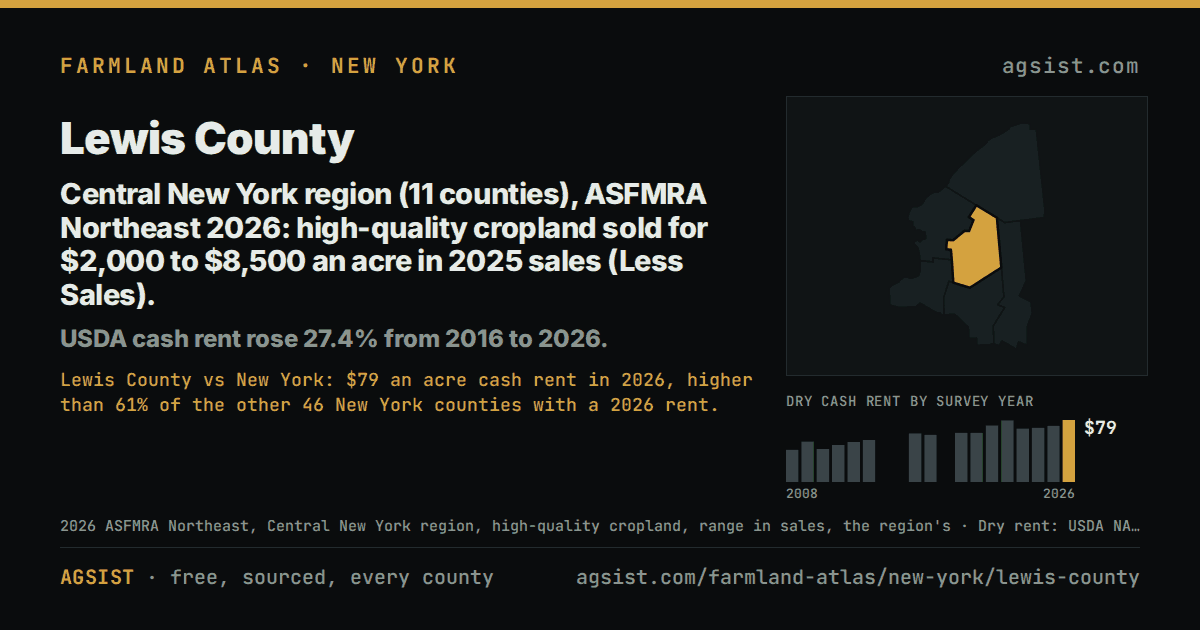 FARMLAND ATLAS · NEW YORK
agsist.com
Lewis County
Central New York region (11 counties), ASFMRA
Northeast 2026: high-quality cropland sold for
$2,000 to $8,500 an acre in 2025 sales (Less
Sales).
USDA cash rent rose 27.4% from 2016 to 2026.
Lewis County vs New York: $79 an acre cash rent in 2026, higher
than 61% of the other 46 New York counties with a 2026 rent.
DRY CASH RENT BY SURVEY YEAR
$79
2008 2026
2026 ASFMRA Northeast, Central New York region, high-quality cropland, range in sales, the region's · Dry rent: USDA NA…
AGSIST · free, sourced, every county
agsist.com/farmland-atlas/new-york/lewis-county